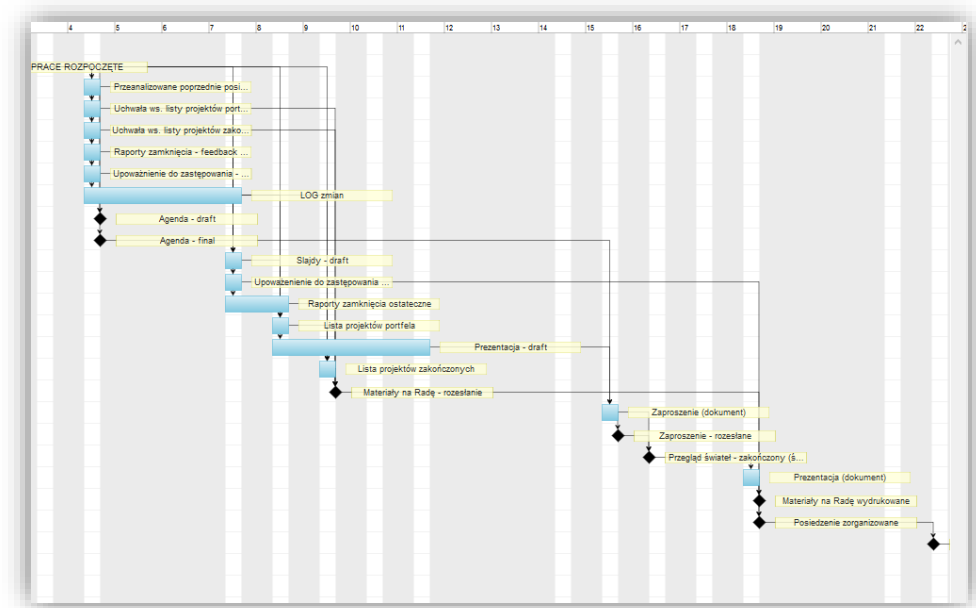 4 5 6 7 8 9 10 11 12 13 14 15 16 17 18 19 20 21 22
PRACE ROZPOCZĘTE
Przeanalizowane poprzednie posi...
Uchwała ws. listy projektów port...
Uchwała ws. listy projektów zako...
Raporty zamknięcia - feedback ...
Upoważnienie do zastępowania - ...
LOG zmian
Agenda - draft
Agenda - final
Slajdy - draft
Upoważenienie do zastępowania ...
Raporty zamknięcia ostateczne
Lista projektów portfela
Prezentacja - draft
Lista projektów zakończonych
Materiały na Radę - rozesłanie
Zaproszenie (dokument)
Zaproszenie - rozesłane
Przegląd świateł - zakończony (ś...
Prezentacja (dokument)
Materiały na Radę wydrukowane
Posiedzenie zorganizowane